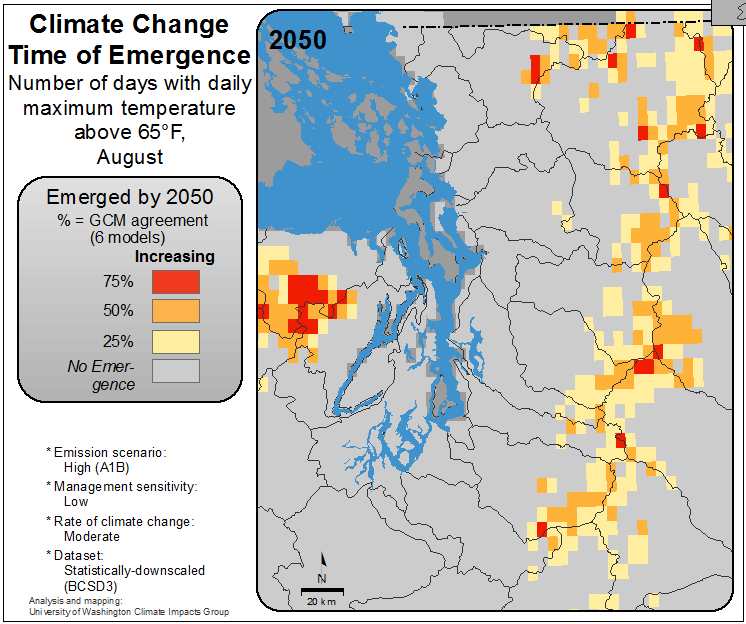 Climate Change
Time of Emergence
Number of days with daily
maximum temperature
above 65°F,
August
2050
Emerged by 2050
% = GCM agreement
(6 models)
Increasing
75%
50%
25%
No Emer-
gence
* Emission scenario:
High (A1B)
* Management sensitivity:
Low
* Rate of climate change:
Moderate
* Dataset:
Statistically-downscaled
(BCSD3)
Analysis and mapping:
University of Washington Climate Impacts Group
N
20 km